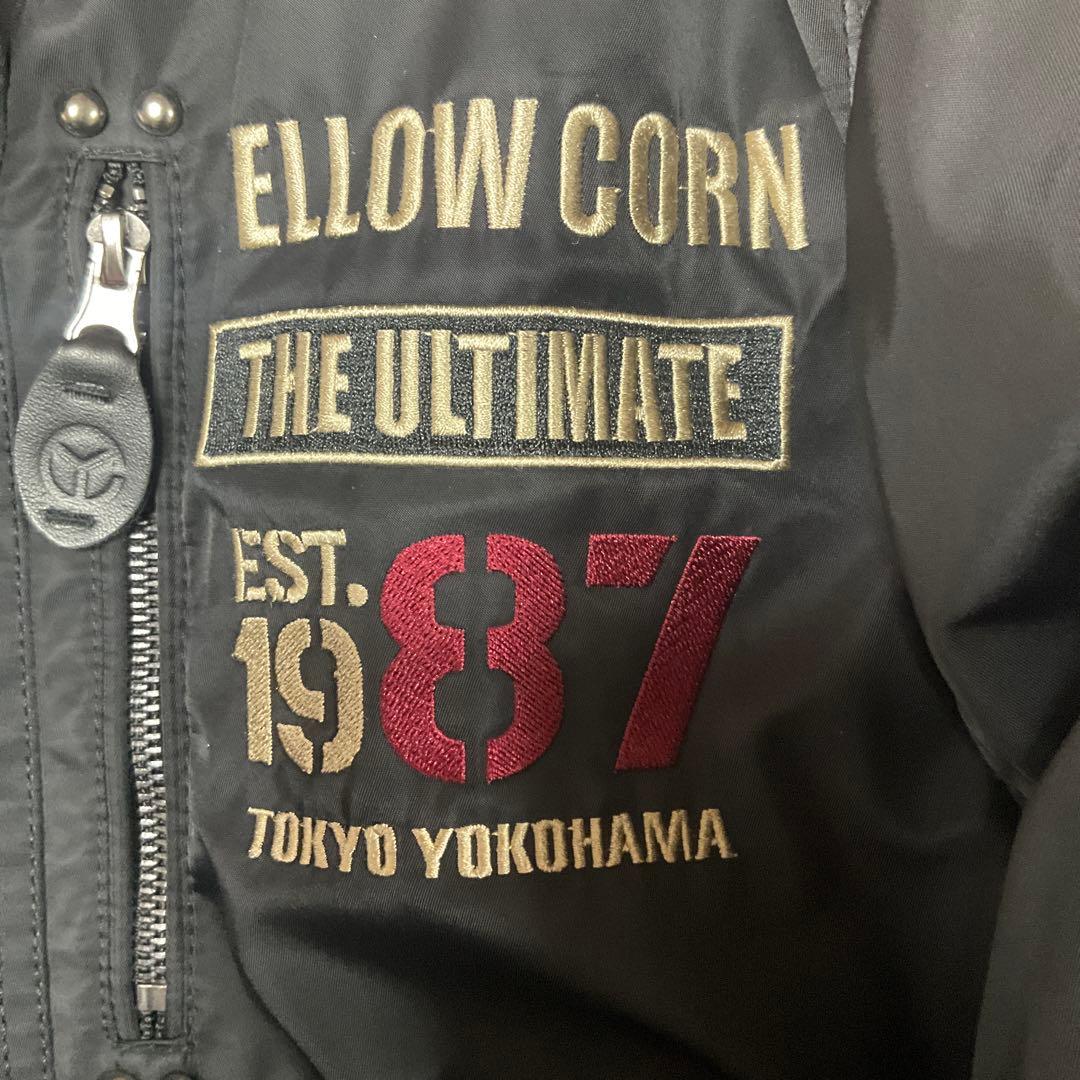 ELLOW CORN
THE ULTIMATE
EST.
1987
TOKYO YOKOHAMA